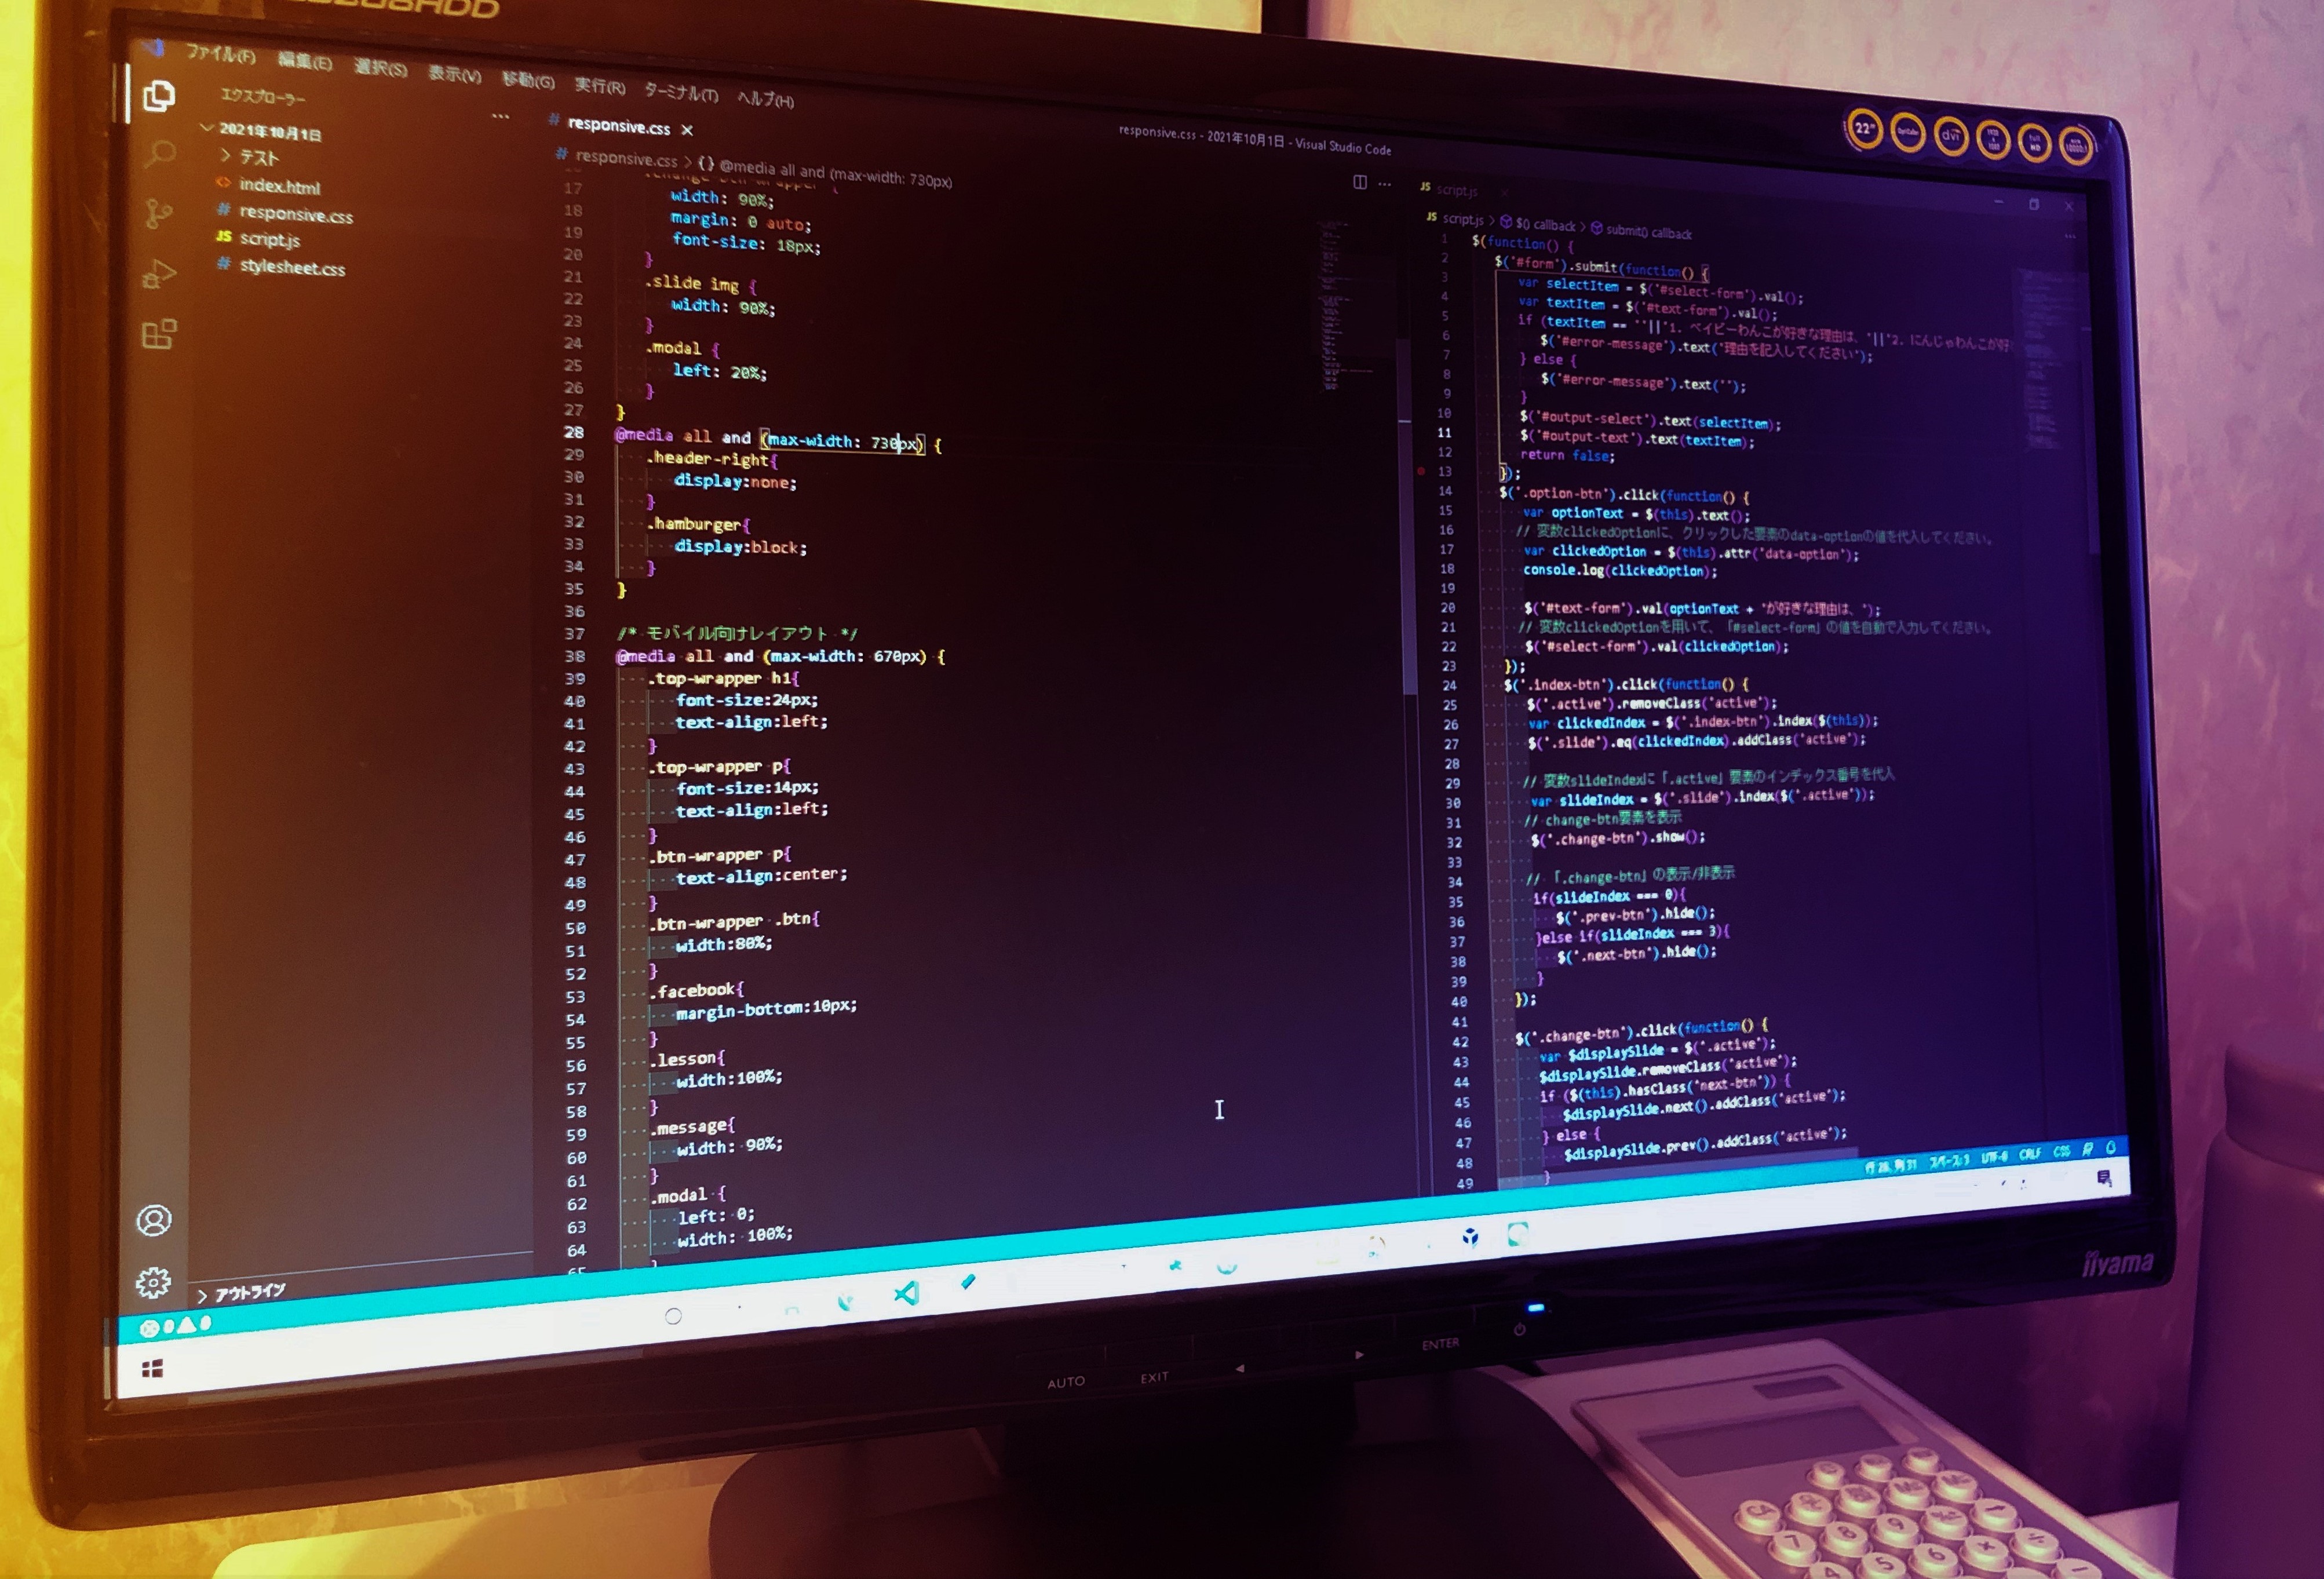 ファイル(F) 編集(E) 選択(S) 表示(V) 移動(G) 実行(R) ターミナル(T) ヘルプ(H)
responsive.css - 2021年10月1日 - Visual Studio Code
22"
dvi
エクスプローラー
2021年10月1日
テスト
index.html
responsive.css
JS script.js
stylesheet.css
アウトライン
# responsive.css
# responsive.css > {} @media all and (max-width: 730px)
17 width: 90%;
18 margin: 0 auto;
19 font-size: 18px;
20 }
21 .slide img {
22 width: 90%;
23 }
24 .modal {
25 left: 20%;
26 }
27 }
28 @media all and (max-width: 730px) {
29 .header-right{
30 display:none;
31 }
32 .hamburger{
33 display:block;
34 }
35 }
36
37 /* モバイル向けレイアウト */
38 @media all and (max-width: 670px) {
39 .top-wrapper h1{
40 font-size:24px;
41 text-align:left;
42 }
43 .top-wrapper p{
44 font-size:14px;
45 text-align:left;
46 }
47 .btn-wrapper p{
48 text-align:center;
49 }
50 .btn-wrapper .btn{
51 width:80%;
52 }
53 .facebook{
54 margin-bottom:10px;
55 }
56 .lesson{
57 width:100%;
58 }
59 .message{
60 width: 90%;
61 }
62 .modal {
63 left: 0;
64 width: 100%;
JS script.js
JS script.js > $() callback > submit() callback
1 $(function() {
2 $('#form').submit(function() {
3 var selectItem = $('#select-form').val();
4 var textItem = $('#text-form').val();
5 if (textItem == ''||'1. ベイビーわんこが好きな理由は、'||'2. にんじゃわんこが好
6 $('#error-message').text('理由を記入してください');
7 } else {
8 $('#error-message').text('');
9 }
10 $('#output-select').text(selectItem);
11 $('#output-text').text(textItem);
12 return false;
13 });
14 $('.option-btn').click(function() {
15 var optionText = $(this).text();
16 // 変数clickedOptionに、クリックした要素のdata-optionの値を代入してください。
17 var clickedOption = $(this).attr('data-option');
18 console.log(clickedOption);
19
20 $('#text-form').val(optionText + 'が好きな理由は、');
21 // 変数clickedOptionを用いて、「#select-form」の値を自動で入力してください。
22 $('#select-form').val(clickedOption);
23 });
24 $('.index-btn').click(function() {
25 $('.active').removeClass('active');
26 var clickedIndex = $('.index-btn').index($(this));
27 $('.slide').eq(clickedIndex).addClass('active');
28
29 // 変数slideIndexに「.active」要素のインデックス番号を代入
30 var slideIndex = $('.slide').index($('.active'));
31 // change-btn要素を表示
32 $('.change-btn').show();
33
34 // 「.change-btn」の表示/非表示
35 if(slideIndex === 0){
36 $('.prev-btn').hide();
37 }else if(slideIndex === 3){
38 $('.next-btn').hide();
39 }
40 });
41
42 $('.change-btn').click(function() {
43 var $displaySlide = $('.active');
44 $displaySlide.removeClass('active');
45 if ($(this).hasClass('next-btn')) {
46 $displaySlide.next().addClass('active');
47 } else {
48 $displaySlide.prev().addClass('active');
49 }
0 0
行 28、列 31 スペース: 3 UTF-8 CRLF CSS
iiyama
AUTO EXIT ENTER
7 8 9
4 5 6